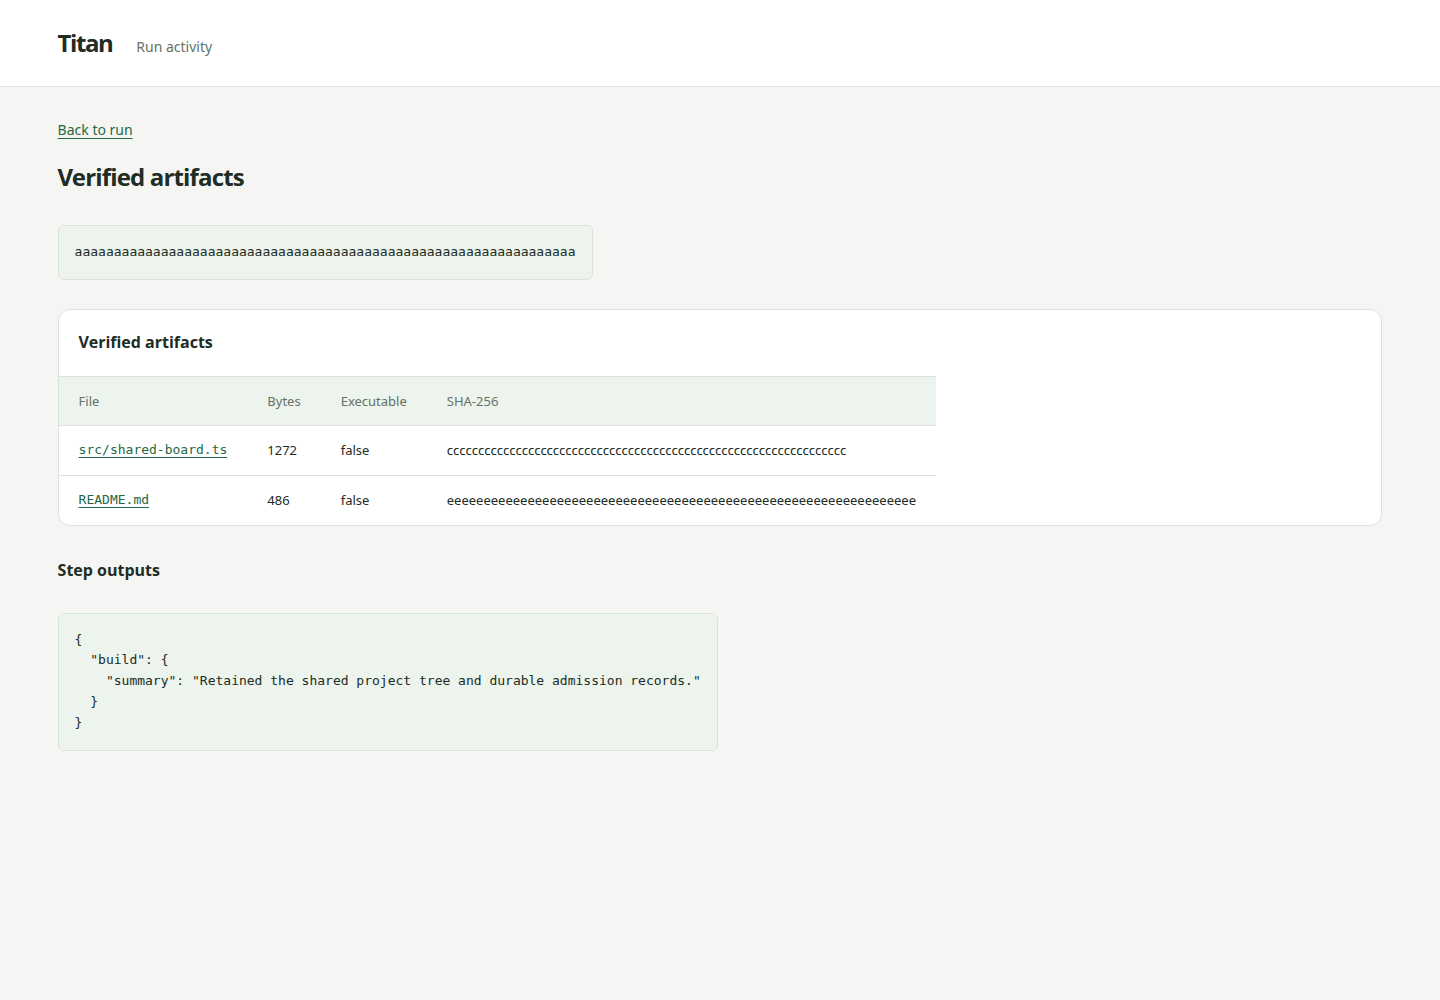 Titan Run activity
Back to run
Verified artifacts
aaaaaaaaaaaaaaaaaaaaaaaaaaaaaaaaaaaaaaaaaaaaaaaaaaaaaaaaaaaaaaaa
Verified artifacts
File Bytes Executable SHA-256
src/shared-board.ts 1272 false cccccccccccccccccccccccccccccccccccccccccccccccccccccccccccccccc
README.md 486 false eeeeeeeeeeeeeeeeeeeeeeeeeeeeeeeeeeeeeeeeeeeeeeeeeeeeeeeeeeeeeeee
Step outputs
{
  "build": {
    "summary": "Retained the shared project tree and durable admission records."
  }
}